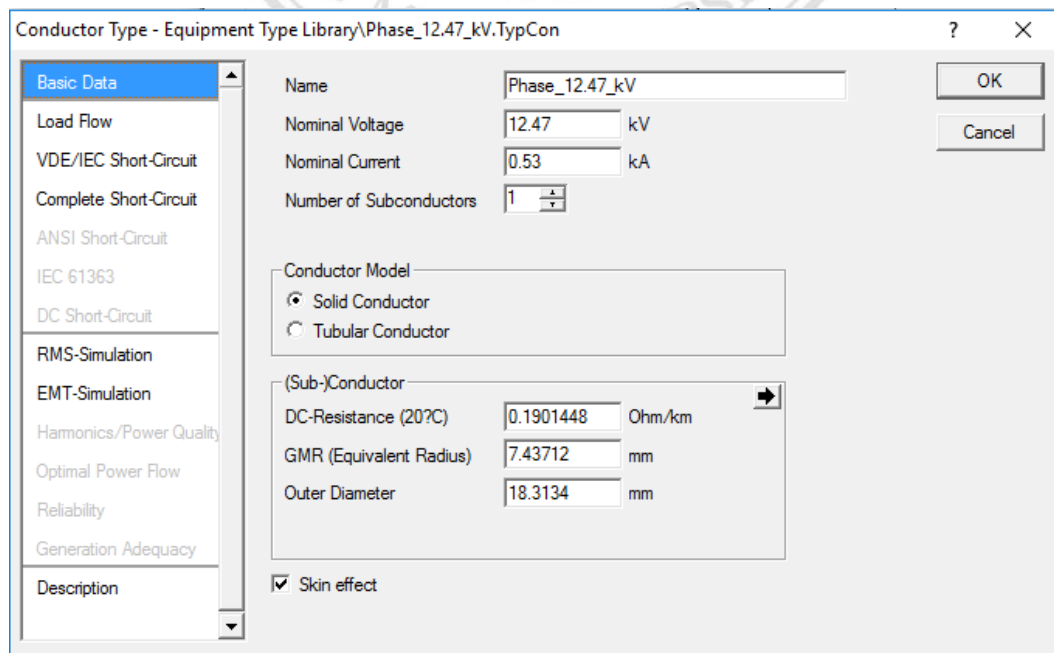 Conductor Type - Equipment Type Library\Phase_12.47_kV.TypCon ?
Basic Data
Load Flow
VDE/IEC Short-Circuit
Complete Short-Circuit
ANSI Short-Circuit
IEC 61363
DC Short-Circuit
RMS-Simulation
EMT-Simulation
Harmonics/Power Quality
Optimal Power Flow
Reliability
Generation Adequacy
Description
Name Phase_12.47_kV
Nominal Voltage 12.47 kV
Nominal Current 0.53 kA
Number of Subconductors 1
Conductor Model
Solid Conductor
Tubular Conductor
(Sub-)Conductor
DC-Resistance (20?C) 0.1901448 Ohm/km
GMR (Equivalent Radius) 7.43712 mm
Outer Diameter 18.3134 mm
Skin effect
OK
Cancel